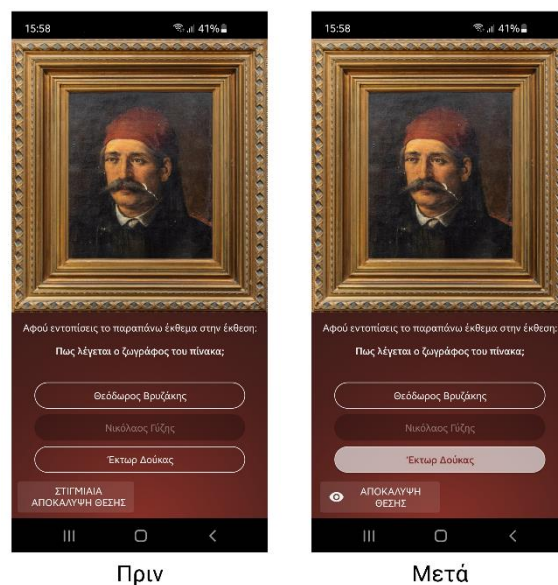 15:58 41%
Αφού εντοπίσεις το παραπάνω έκθεμα στην έκθεση:
Πως λέγεται ο ζωγράφος του πίνακα;
Θεόδωρος Βρυζάκης
Νικόλαος Γύζης
Έκτωρ Δούκας
ΣΤΙΓΜΙΑΙΑ
ΑΠΟΚΑΛΥΨΗ ΘΕΣΗΣ
Πριν
15:58 41%
Αφού εντοπίσεις το παραπάνω έκθεμα στην έκθεση:
Πως λέγεται ο ζωγράφος του πίνακα;
Θεόδωρος Βρυζάκης
Νικόλαος Γύζης
Έκτωρ Δούκας
ΑΠΟΚΑΛΥΨΗ
ΘΕΣΗΣ
Μετά